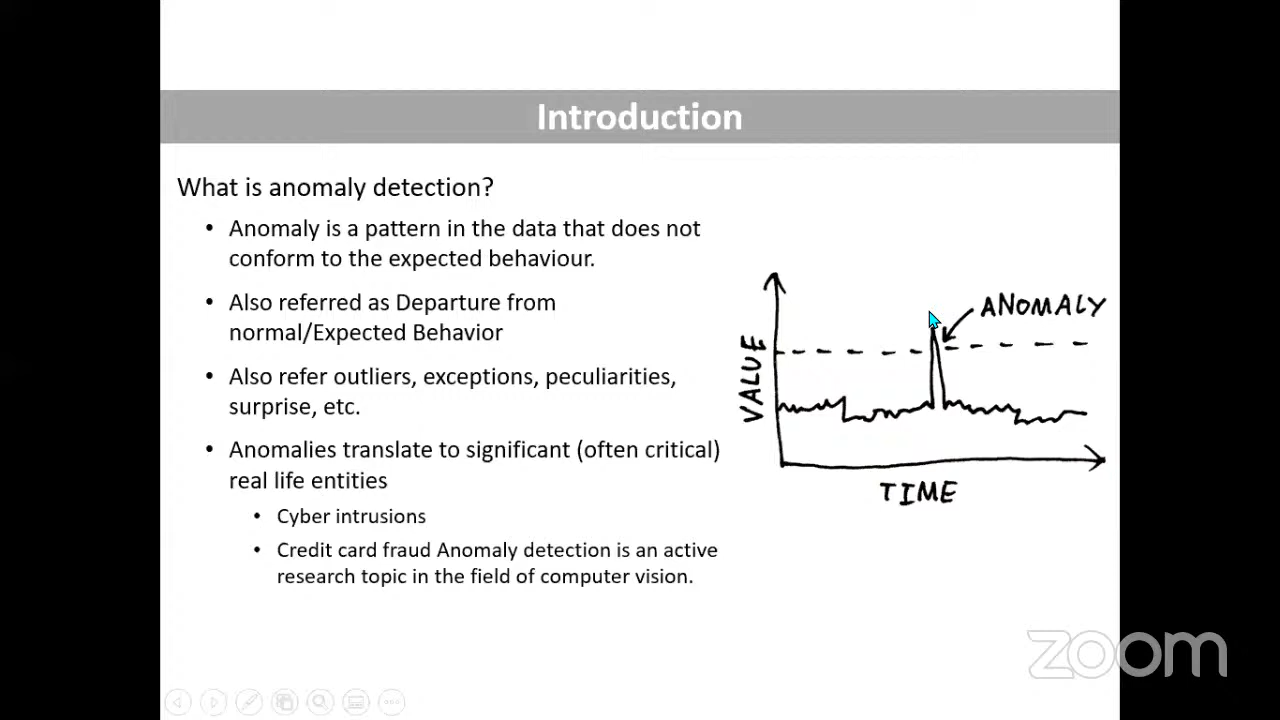 Introduction
What is anomaly detection?
• Anomaly is a pattern in the data that does not
conform to the expected behaviour.
• Also referred as Departure from
normal/Expected Behavior
• Also refer outliers, exceptions, peculiarities,
surprise, etc.
• Anomalies translate to significant (often critical)
real life entities
• Cyber intrusions
• Credit card fraud Anomaly detection is an active
research topic in the field of computer vision.
ANOMALY
VALUE
TIME
zoom